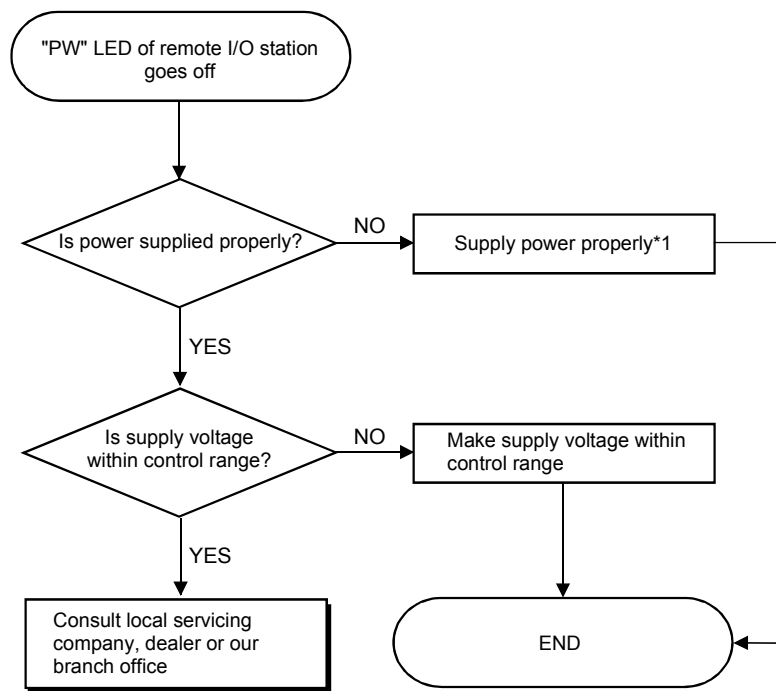 "PW" LED of remote I/O station
goes off
Is power supplied properly?
NO
Supply power properly*1
YES
Is supply voltage
within control range?
NO
Make supply voltage within
control range
YES
Consult local servicing
company, dealer or our
branch office
END